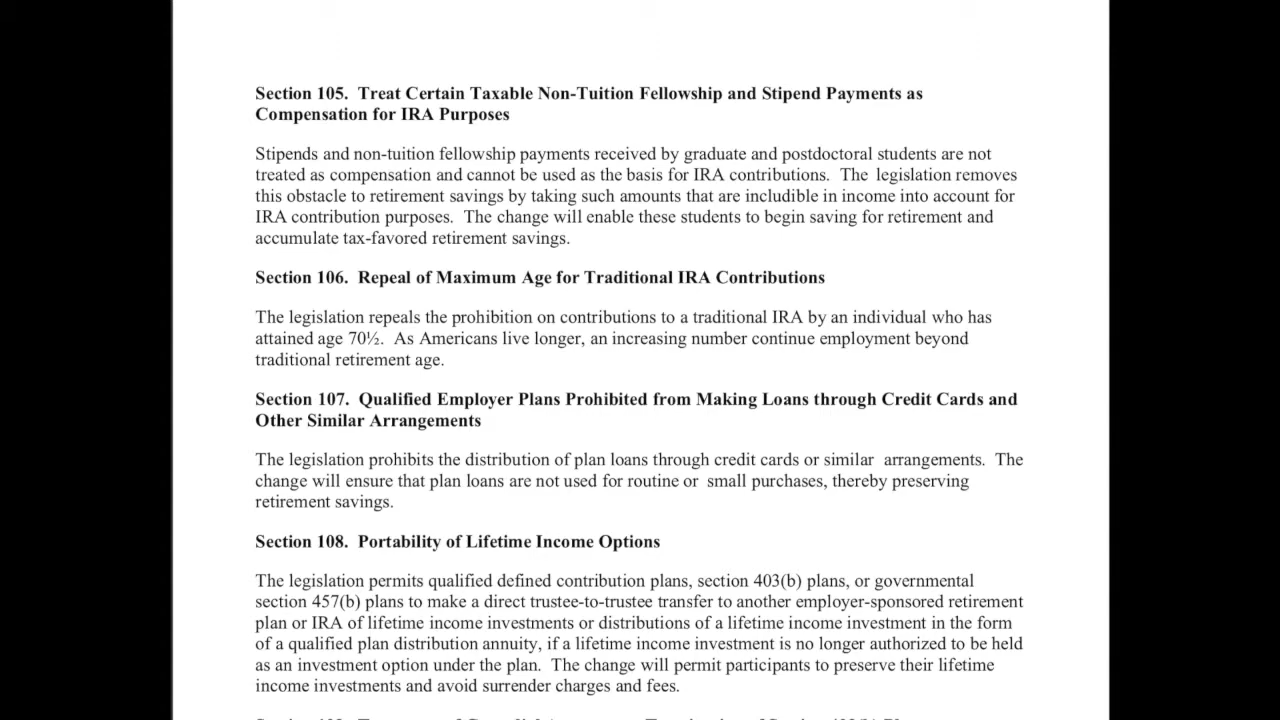 Section 105.  Treat Certain Taxable Non-Tuition Fellowship and Stipend Payments as
Compensation for IRA Purposes
Stipends and non-tuition fellowship payments received by graduate and postdoctoral students are not
treated as compensation and cannot be used as the basis for IRA contributions.  The  legislation removes
this obstacle to retirement savings by taking such amounts that are includible in income into account for
IRA contribution purposes.  The change will enable these students to begin saving for retirement and
accumulate tax-favored retirement savings.
Section 106.  Repeal of Maximum Age for Traditional IRA Contributions
The legislation repeals the prohibition on contributions to a traditional IRA by an individual who has
attained age 70½.  As Americans live longer, an increasing number continue employment beyond
traditional retirement age.
Section 107.  Qualified Employer Plans Prohibited from Making Loans through Credit Cards and
Other Similar Arrangements
The legislation prohibits the distribution of plan loans through credit cards or similar  arrangements.  The
change will ensure that plan loans are not used for routine or  small purchases, thereby preserving
retirement savings.
Section 108.  Portability of Lifetime Income Options
The legislation permits qualified defined contribution plans, section 403(b) plans, or governmental
section 457(b) plans to make a direct trustee-to-trustee transfer to another employer-sponsored retirement
plan or IRA of lifetime income investments or distributions of a lifetime income investment in the form
of a qualified plan distribution annuity, if a lifetime income investment is no longer authorized to be held
as an investment option under the plan.  The change will permit participants to preserve their lifetime
income investments and avoid surrender charges and fees.